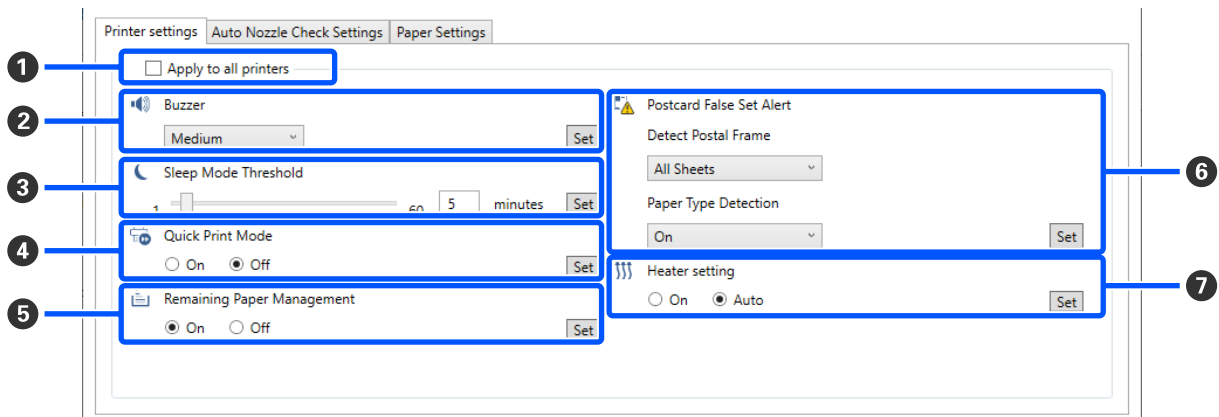 Printer settings Auto Nozzle Check Settings Paper Settings
1 Apply to all printers
2 Buzzer
Medium Set
3 Sleep Mode Threshold
1 60 5 minutes Set
4 Quick Print Mode
On Off Set
5 Remaining Paper Management
On Off Set
Postcard False Set Alert
Detect Postal Frame
All Sheets 6
Paper Type Detection
On Set
Heater setting 7
On Auto Set